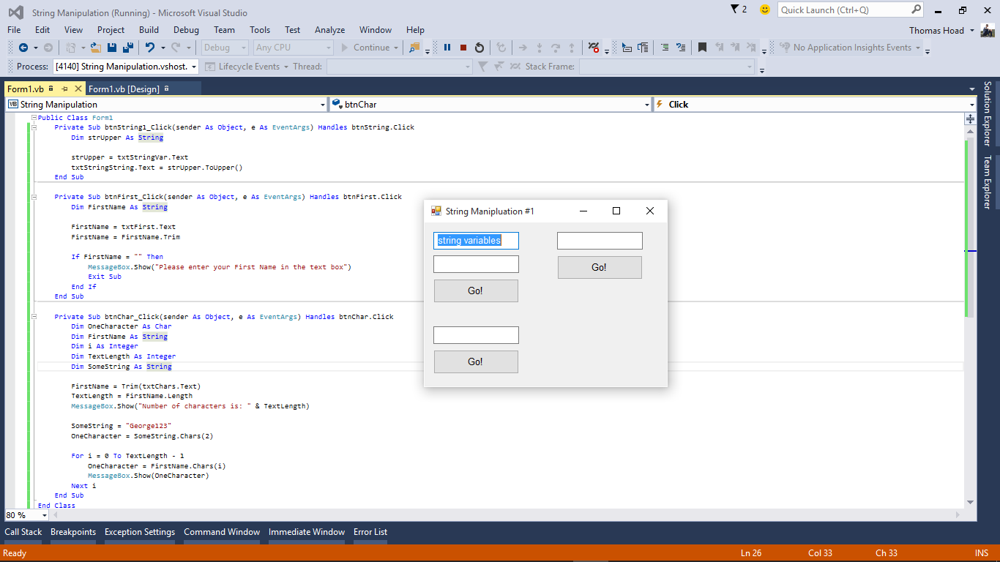 String Manipulation (Running) - Microsoft Visual Studio
2
Quick Launch (Ctrl+Q)
File Edit View Project Build Debug Team Tools Test Analyze Window Help
Thomas Hoad
Debug Any CPU Continue No Application Insights Events
Process: [4140] String Manipulation.vshost. Lifecycle Events Thread: Stack Frame:
Form1.vb Form1.vb [Design]
VB String Manipulation btnChar Click
Public Class Form1
Private Sub btnString1_Click(sender As Object, e As EventArgs) Handles btnString.Click
Dim strUpper As String
strUpper = txtStringVar.Text
txtStringString.Text = strUpper.ToUpper()
End Sub
Private Sub btnFirst_Click(sender As Object, e As EventArgs) Handles btnFirst.Click
Dim FirstName As String
FirstName = txtFirst.Text
FirstName = FirstName.Trim
If FirstName = "" Then
MessageBox.Show("Please enter your First Name in the text box")
Exit Sub
End If
End Sub
Private Sub btnChar_Click(sender As Object, e As EventArgs) Handles btnChar.Click
Dim OneCharacter As Char
Dim FirstName As String
Dim i As Integer
Dim TextLength As Integer
Dim SomeString As String
FirstName = Trim(txtChars.Text)
TextLength = FirstName.Length
MessageBox.Show("Number of characters is: " & TextLength)
SomeString = "George123"
OneCharacter = SomeString.Chars(2)
For i = 0 To TextLength - 1
OneCharacter = FirstName.Chars(i)
MessageBox.Show(OneCharacter)
Next i
End Sub
End Class
String Manipluation #1
string variables
Go!
Go!
Go!
Solution Explorer
Team Explorer
80 %
Call Stack Breakpoints Exception Settings Command Window Immediate Window Error List
Ready Ln 26 Col 33 Ch 33 INS